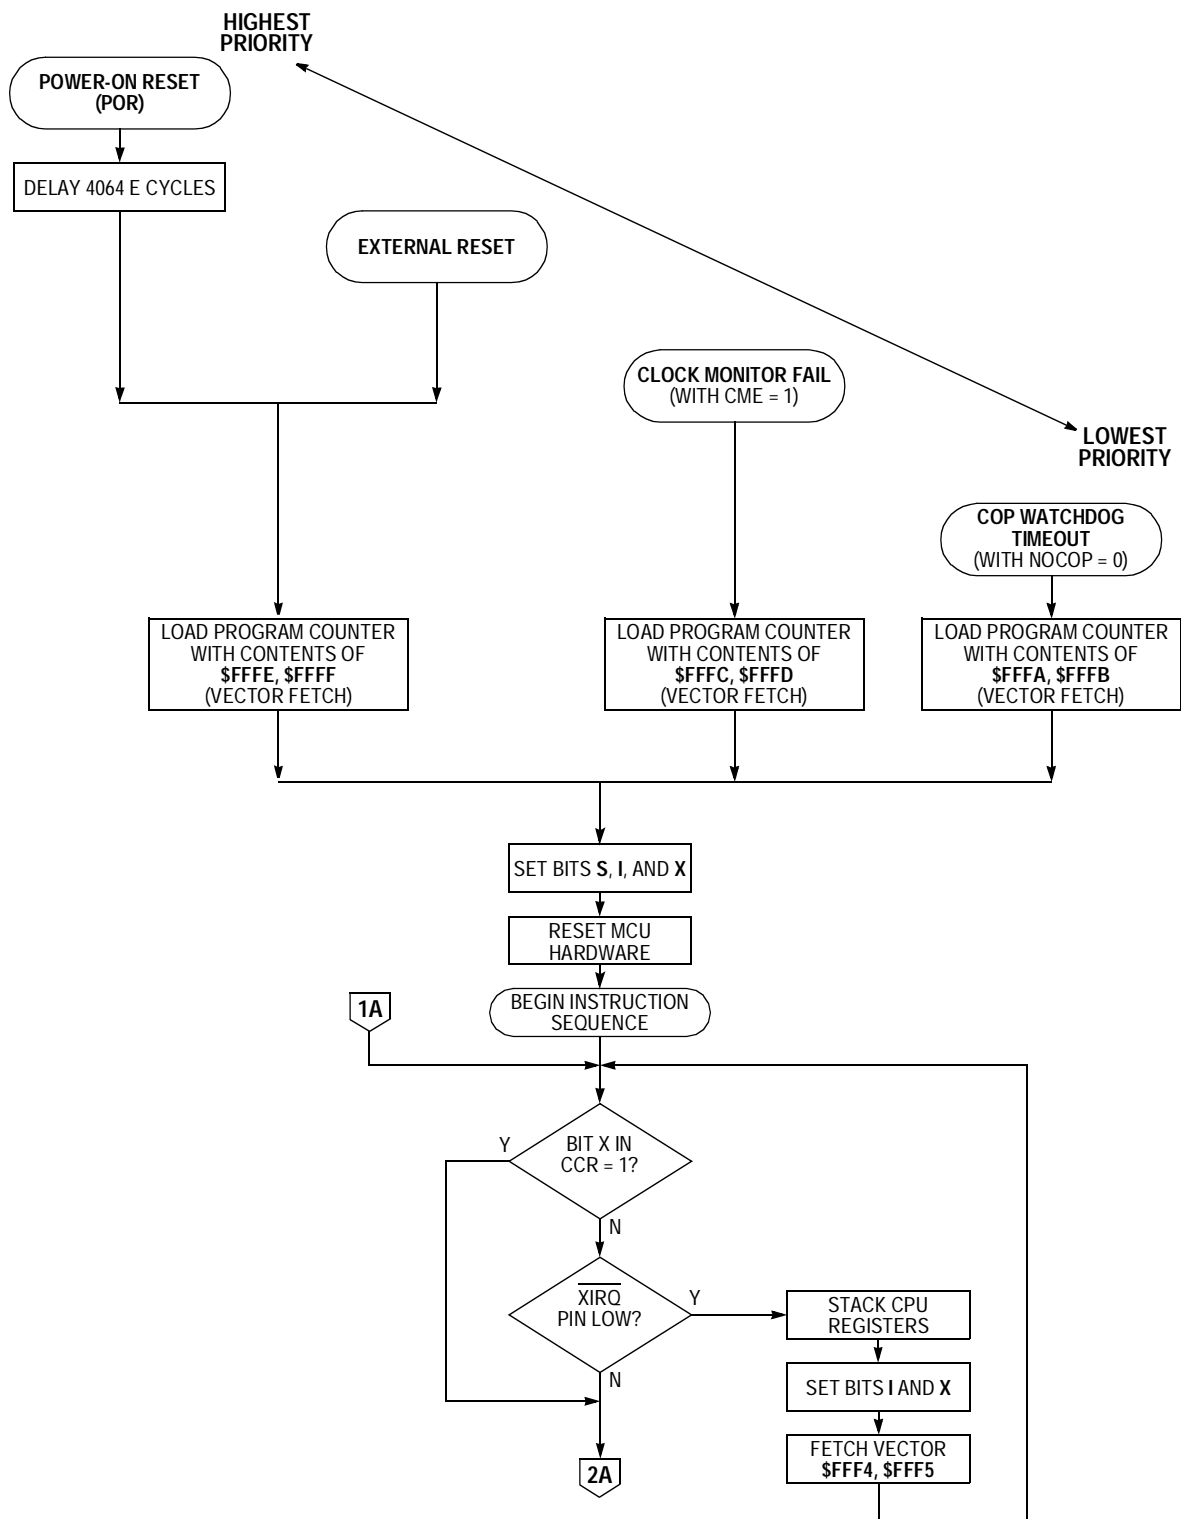 HIGHEST
PRIORITY
POWER-ON RESET
(POR)
DELAY 4064 E CYCLES
EXTERNAL RESET
CLOCK MONITOR FAIL
(WITH CME = 1)
LOWEST
PRIORITY
COP WATCHDOG
TIMEOUT
(WITH NOCOP = 0)
LOAD PROGRAM COUNTER
WITH CONTENTS OF
$FFFE, $FFFF
(VECTOR FETCH)
LOAD PROGRAM COUNTER
WITH CONTENTS OF
$FFFC, $FFFD
(VECTOR FETCH)
LOAD PROGRAM COUNTER
WITH CONTENTS OF
$FFFA, $FFFB
(VECTOR FETCH)
SET BITS S, I, AND X
RESET MCU
HARDWARE
1A
BEGIN INSTRUCTION
SEQUENCE
Y
BIT X IN
CCR = 1?
N
XIRQ
PIN LOW?
Y
STACK CPU
REGISTERS
N
SET BITS I AND X
FETCH VECTOR
$FFF4, $FFF5
2A